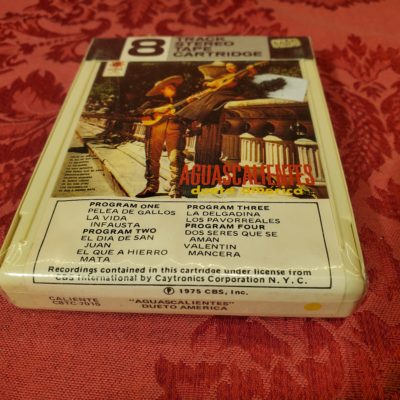 8 TRACK
STEREO
TAPE
CARTRIDGE
AGUASCALIENTES
dueto america
PROGRAM ONE
PELEA DE GALLOS
LA VIDA
INFAUSTA
PROGRAM TWO
EL DIA DE SAN
JUAN
EL QUE A HIERRO
MATA
PROGRAM THREE
LA DELGADINA
LOS PAVORREALES
PROGRAM FOUR
DOS SERES QUE SE
AMAN
VALENTIN
MANCERA
Recordings contained in this cartridge under license from
CBS International by Caytronics Corporation N. Y. C.
Ⓟ 1975 CBS, Inc.
CALIENTE "AGUASCALIENTES"
CSTC-7015 DUETO AMERICA